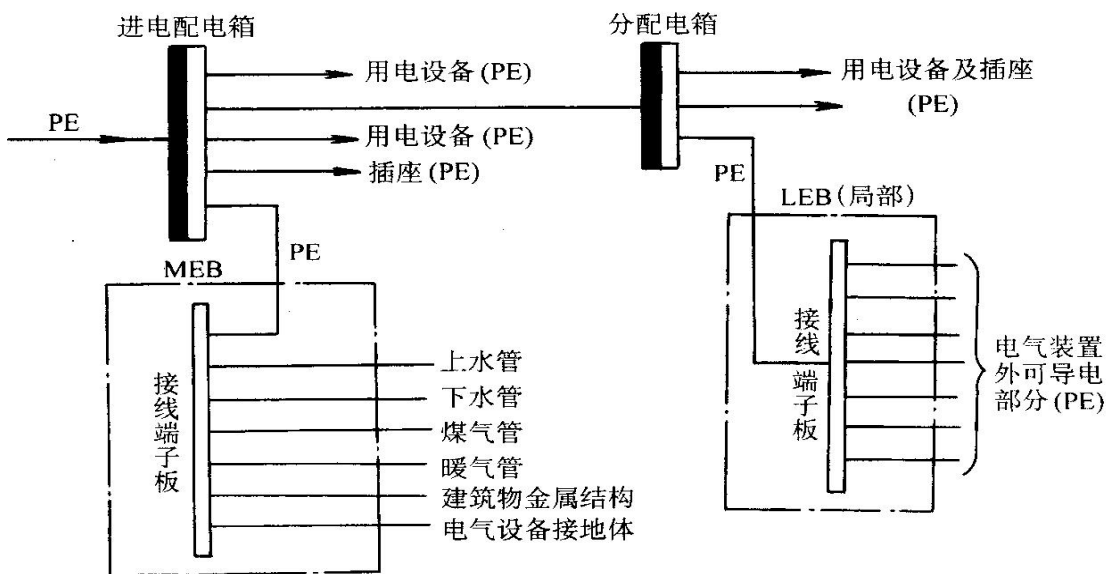 进电配电箱
分配电箱
用电设备(PE)
用电设备及插座
(PE)
PE
用电设备(PE)
插座(PE)
PE
LEB(局部)
PE
MEB
接线端子板
上水管
下水管
煤气管
暖气管
建筑物金属结构
电气设备接地体
接线端子板
电气装置
外可导电
部分(PE)